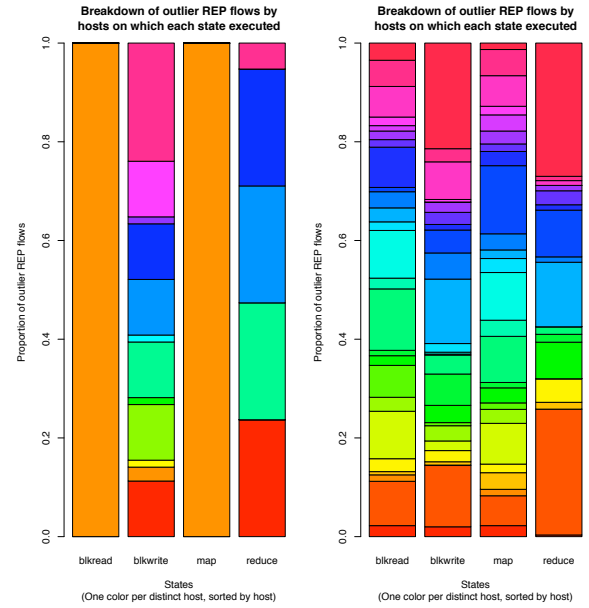 Breakdown of outlier REP flows by
hosts on which each state executed
Proportion of outlier REP flows
1.0
0.8
0.6
0.4
0.2
0.0
blkread blkwrite map reduce
States
(One color per distinct host, sorted by host)
Breakdown of outlier REP flows by
hosts on which each state executed
Proportion of outlier REP flows
1.0
0.8
0.6
0.4
0.2
0.0
blkread blkwrite map reduce
States
(One color per distinct host, sorted by host)